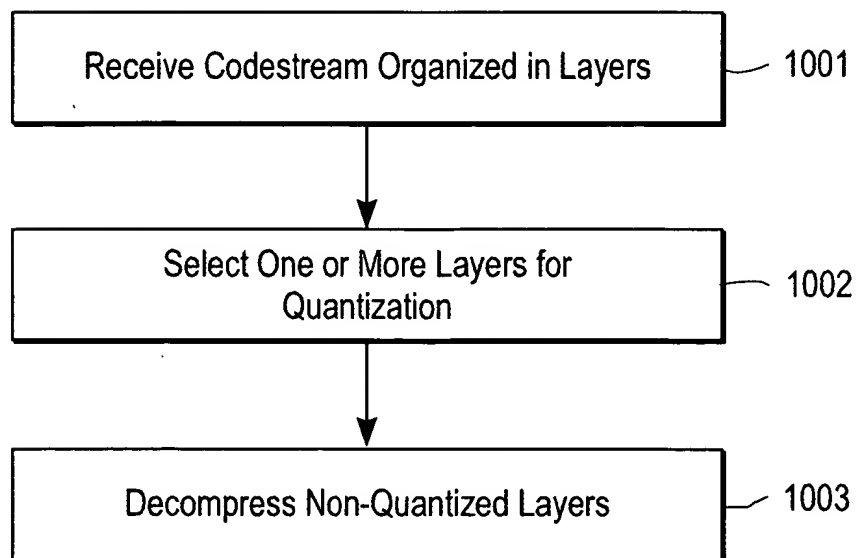 Receive Codestream Organized in Layers
1001
Select One or More Layers for
Quantization
1002
Decompress Non-Quantized Layers
1003